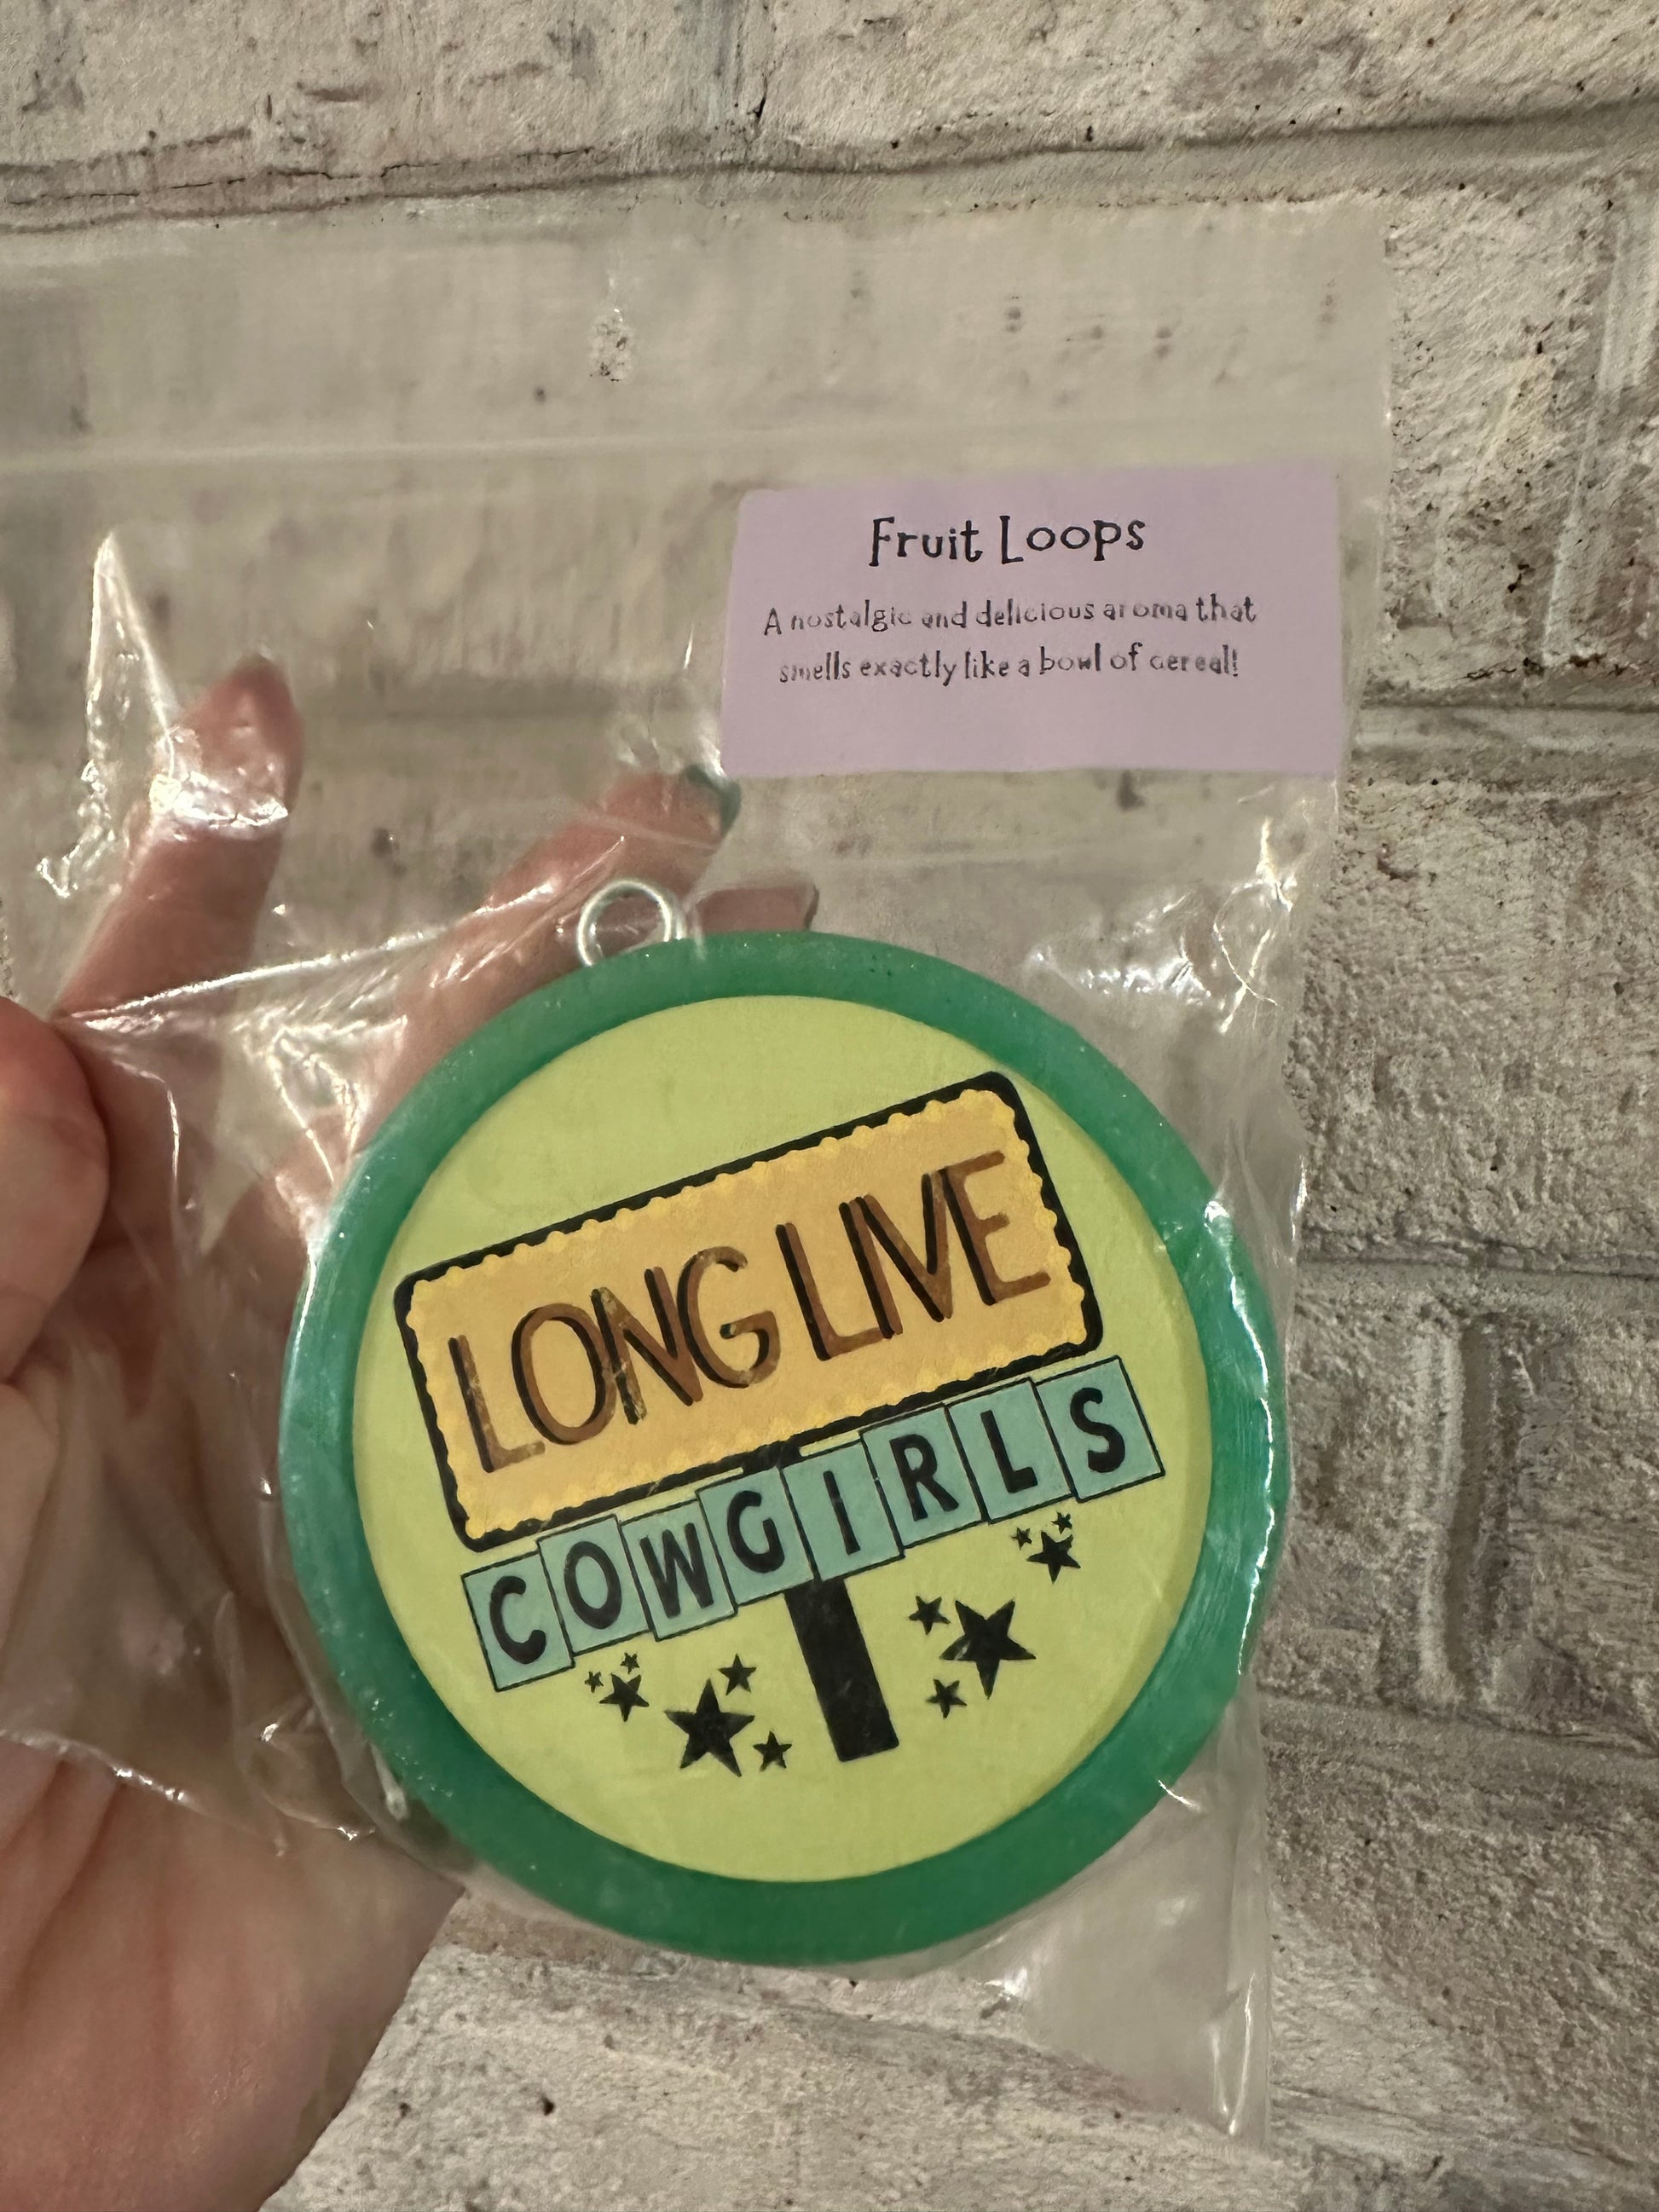 Fruit Loops
A nostalgic and delicious aroma that
smells exactly like a bowl of cereal!
LONG LIVE
COWGIRLS